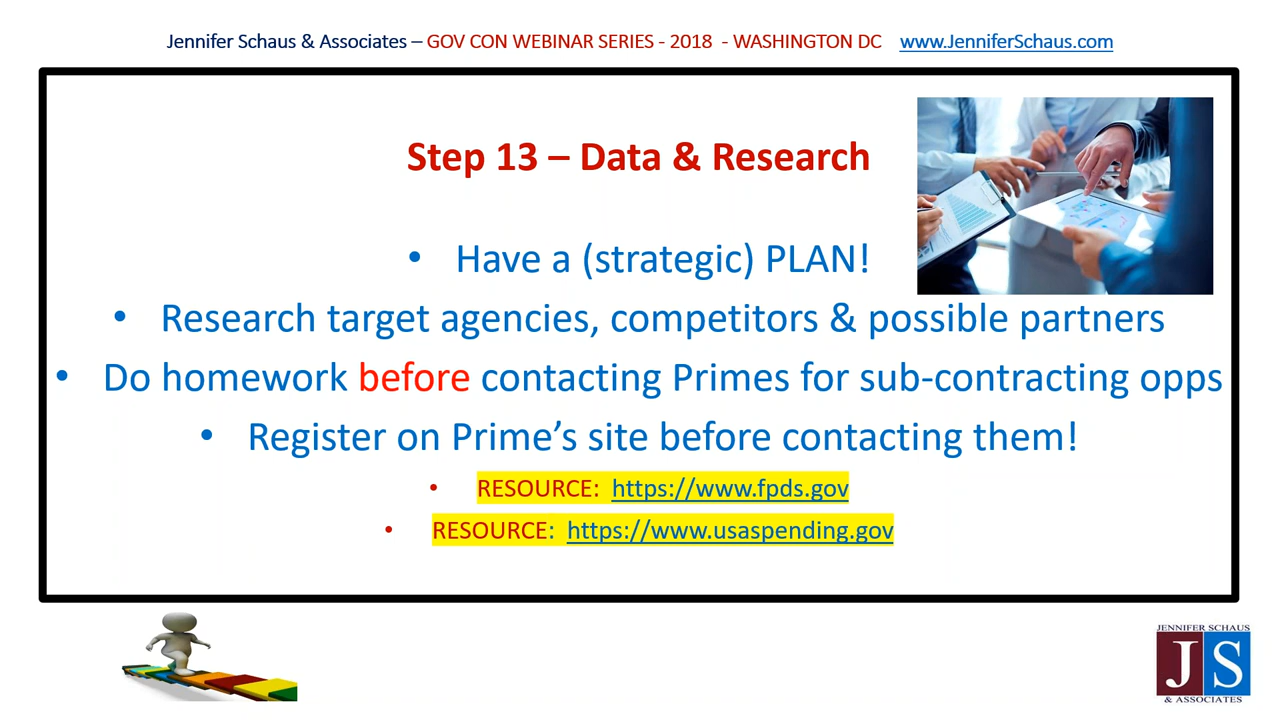 Jennifer Schaus & Associates – GOV CON WEBINAR SERIES - 2018 - WASHINGTON DC www.JenniferSchaus.com
Step 13 – Data & Research
• Have a (strategic) PLAN!
• Research target agencies, competitors & possible partners
• Do homework before contacting Primes for sub-contracting opps
• Register on Prime’s site before contacting them!
• RESOURCE: https://www.fpds.gov
• RESOURCE: https://www.usaspending.gov
JENNIFER SCHAUS
JS
& ASSOCIATES